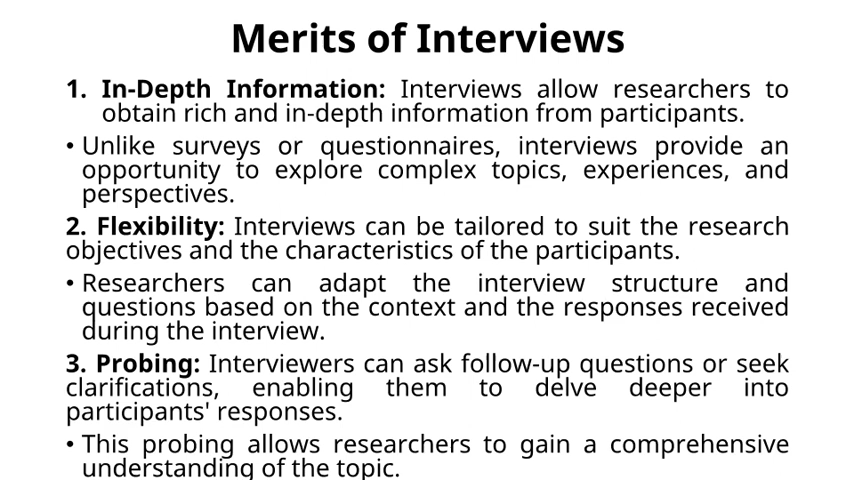 Merits of Interviews
1. In-Depth Information: Interviews allow researchers to
obtain rich and in-depth information from participants.
• Unlike surveys or questionnaires, interviews provide an
opportunity to explore complex topics, experiences, and
perspectives.
2. Flexibility: Interviews can be tailored to suit the research
objectives and the characteristics of the participants.
• Researchers can adapt the interview structure and
questions based on the context and the responses received
during the interview.
3. Probing: Interviewers can ask follow-up questions or seek
clarifications, enabling them to delve deeper into
participants' responses.
• This probing allows researchers to gain a comprehensive
understanding of the topic.